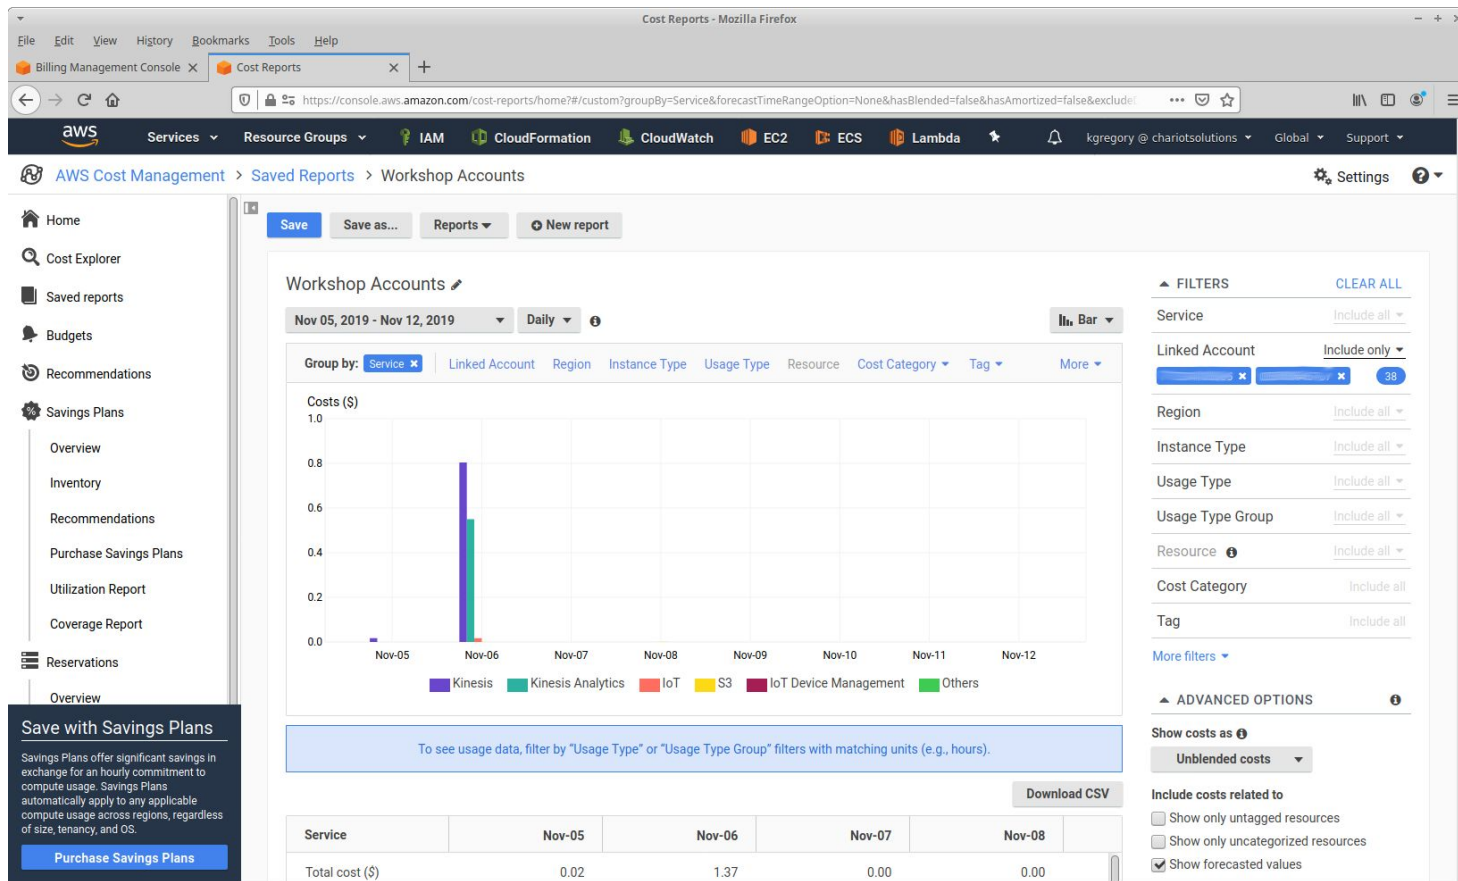 Cost Reports - Mozilla Firefox
File Edit View History Bookmarks Tools Help
Billing Management Console
Cost Reports
https://console.aws.amazon.com/cost-reports/home?#/custom?groupBy=Service&forecastTimeRangeOption=None&hasBlended=false&hasAmortized=false&exclude
aws Services Resource Groups IAM CloudFormation CloudWatch EC2 ECS Lambda kgregory @ chariotsolutions Global Support
AWS Cost Management > Saved Reports > Workshop Accounts
Settings
Home
Cost Explorer
Saved reports
Budgets
Recommendations
Savings Plans
Overview
Inventory
Recommendations
Purchase Savings Plans
Utilization Report
Coverage Report
Reservations
Overview
Save with Savings Plans
Savings Plans offer significant savings in
exchange for an hourly commitment to
compute usage. Savings Plans
automatically apply to any applicable
compute usage across regions, regardless
of size, tenancy, and OS.
Purchase Savings Plans
Save Save as... Reports New report
Workshop Accounts
Nov 05, 2019 - Nov 12, 2019 Daily Bar
Group by: Service Linked Account Region Instance Type Usage Type Resource Cost Category Tag More
Costs ($)
1.0
0.8
0.6
0.4
0.2
0.0
Nov-05 Nov-06 Nov-07 Nov-08 Nov-09 Nov-10 Nov-11 Nov-12
Kinesis Kinesis Analytics IoT S3 IoT Device Management Others
To see usage data, filter by "Usage Type" or "Usage Type Group" filters with matching units (e.g., hours).
Download CSV
Service Nov-05 Nov-06 Nov-07 Nov-08
Total cost ($) 0.02 1.37 0.00 0.00
FILTERS CLEAR ALL
Service Include all
Linked Account Include only
38
Region Include all
Instance Type Include all
Usage Type Include all
Usage Type Group Include all
Resource Include all
Cost Category Include all
Tag Include all
More filters
ADVANCED OPTIONS
Show costs as
Unblended costs
Include costs related to
Show only untagged resources
Show only uncategorized resources
Show forecasted values